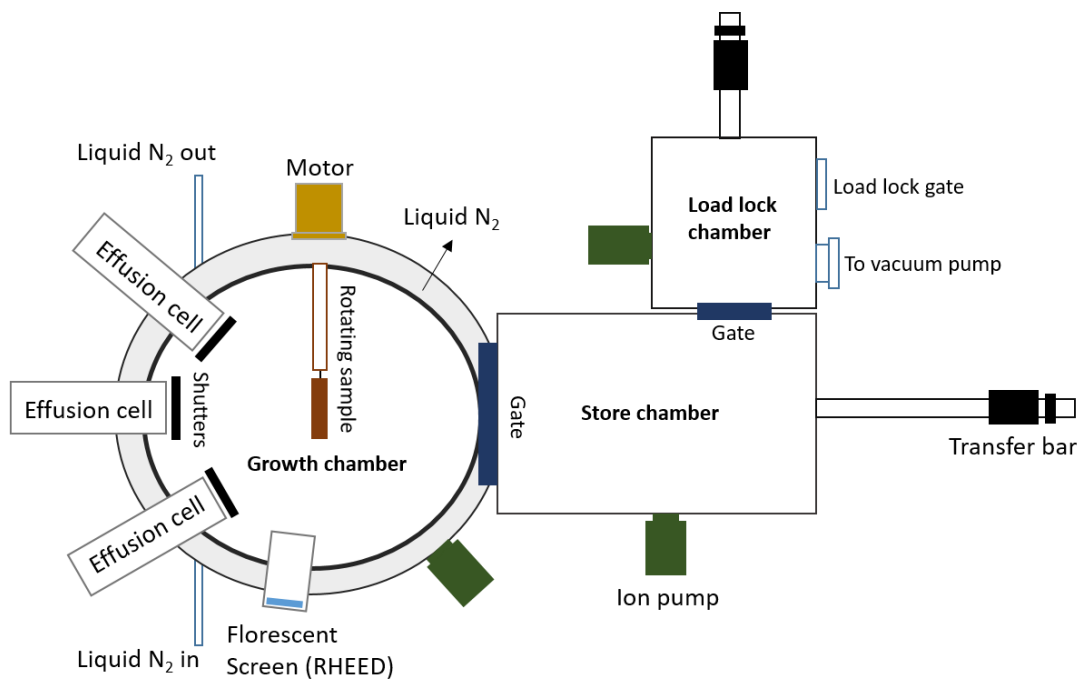 Liquid N₂ out
Motor
Liquid N₂
Effusion cell
Effusion cell
Effusion cell
Shutters
Rotating sample
Growth chamber
Gate
Florescent
Screen (RHEED)
Liquid N₂ in
Load lock
chamber
Load lock gate
To vacuum pump
Gate
Store chamber
Transfer bar
Ion pump